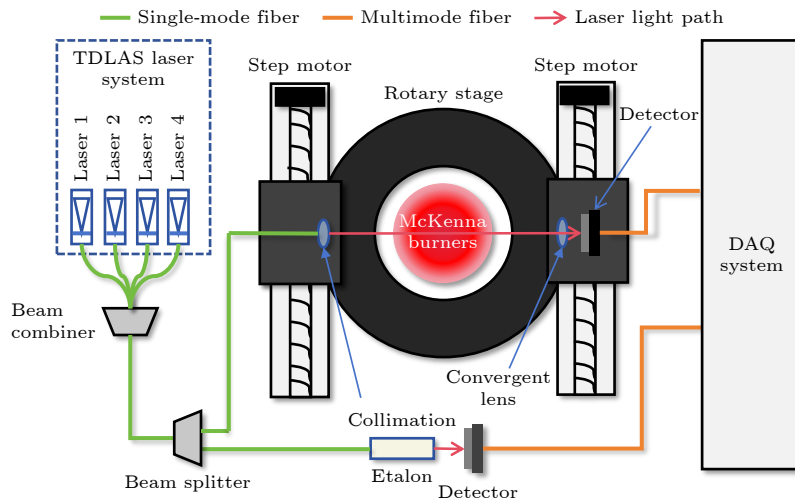 Single-mode fiber
Multimode fiber
Laser light path
TDLAS laser
system
Laser 1
Laser 2
Laser 3
Laser 4
Step motor
Rotary stage
Step motor
Detector
McKenna
burners
DAQ
system
Beam
combiner
Convergent
lens
Collimation
Etalon
Beam splitter
Detector